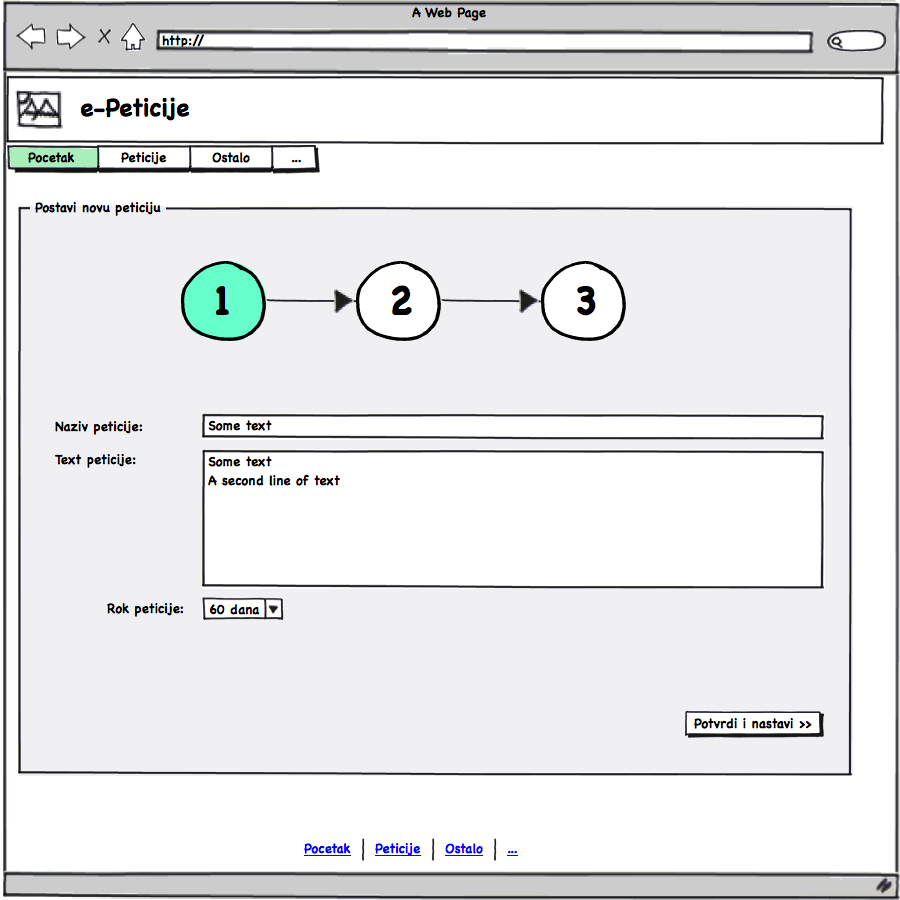 A Web Page
http://
e-Peticije
Pocetak Peticije Ostalo ...
Postavi novu peticiju
1 2 3
Naziv peticije: Some text
Text peticije: Some text
A second line of text
Rok peticije: 60 dana
Potvrdi i nastavi >>
Pocetak Peticije Ostalo ...